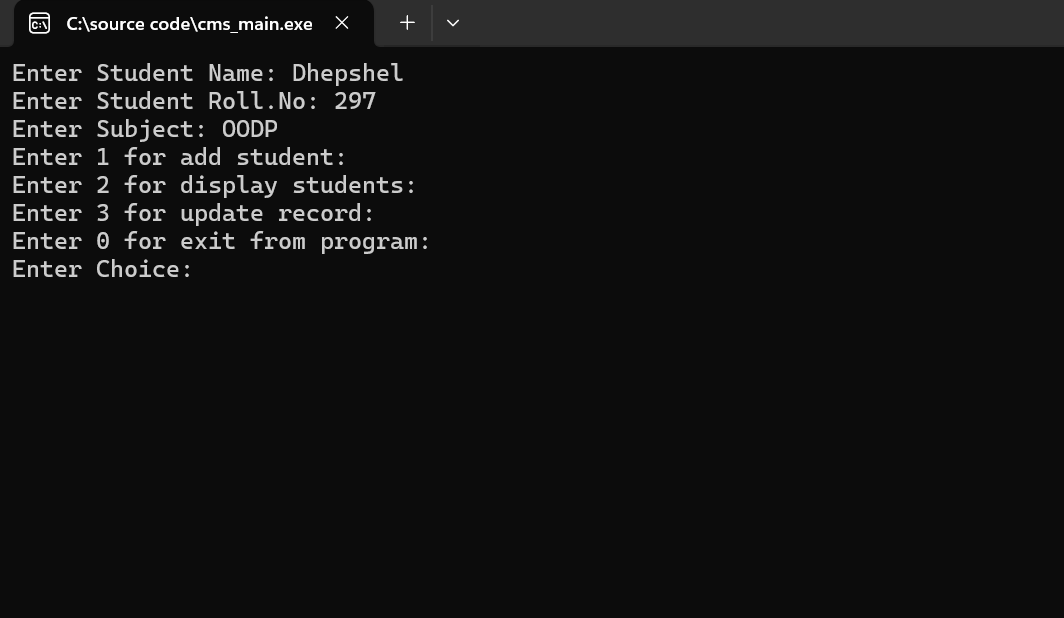 C:\source code\cms_main.exe
Enter Student Name: Dhepshel
Enter Student Roll.No: 297
Enter Subject: OODP
Enter 1 for add student:
Enter 2 for display students:
Enter 3 for update record:
Enter 0 for exit from program:
Enter Choice: